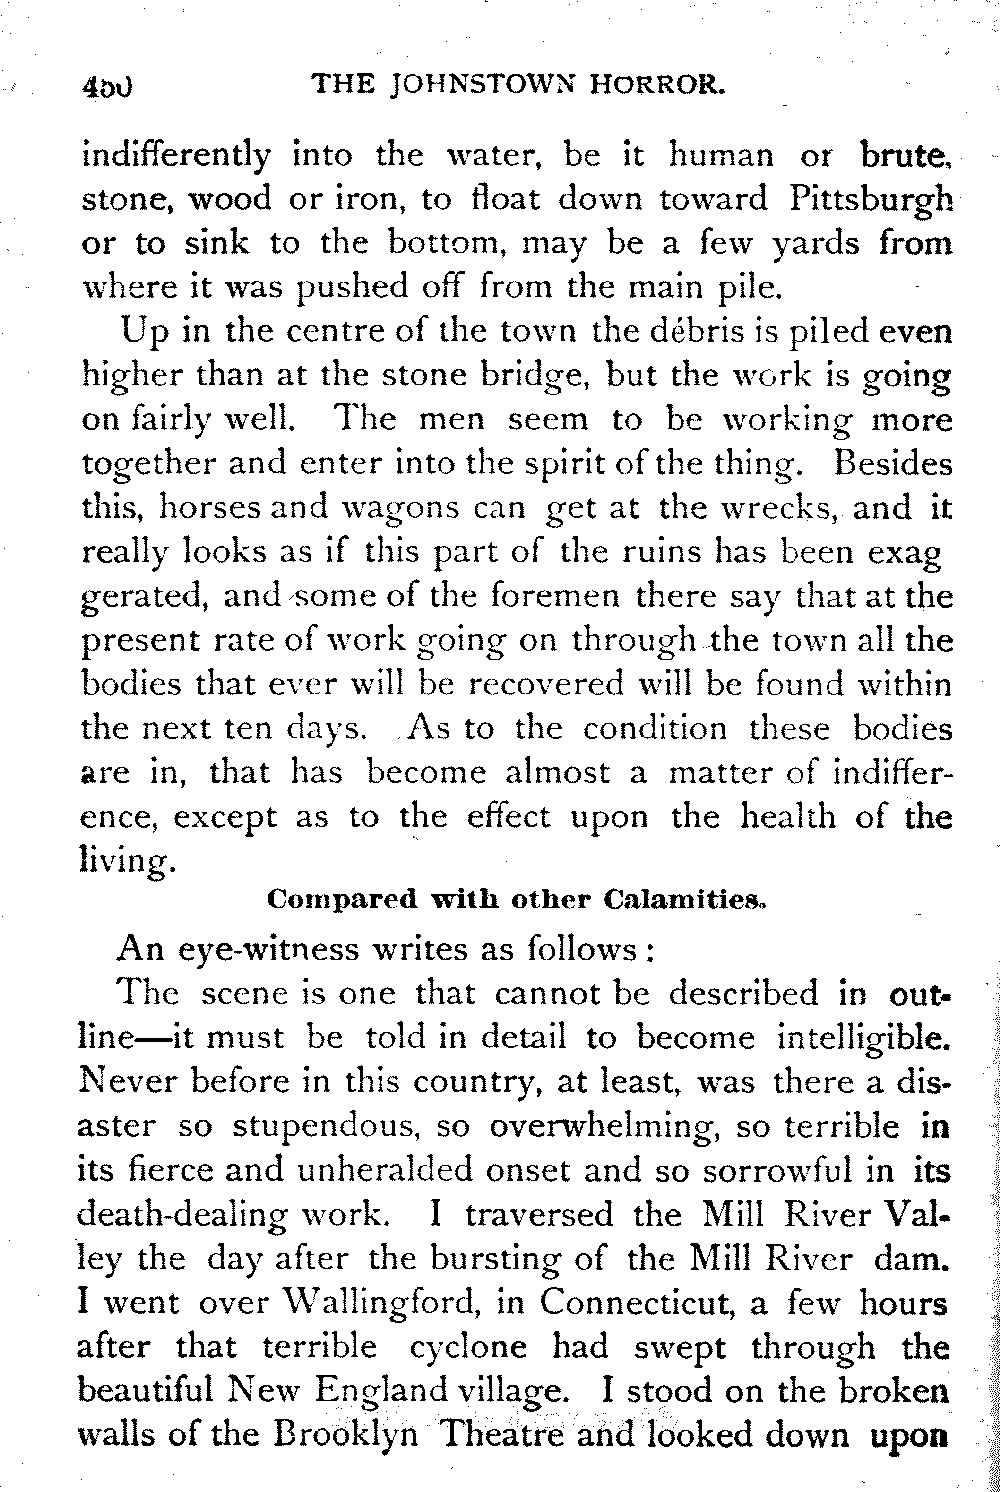 450 THE JOHNSTOWN HORROR.
indifferently into the water, be it human or brute,
stone, wood or iron, to float down toward Pittsburgh
or to sink to the bottom, may be a few yards from
where it was pushed off from the main pile.
Up in the centre of the town the débris is piled even
higher than at the stone bridge, but the work is going
on fairly well. The men seem to be working more
together and enter into the spirit of the thing. Besides
this, horses and wagons can get at the wrecks, and it
really looks as if this part of the ruins has been exag
gerated, and some of the foremen there say that at the
present rate of work going on through the town all the
bodies that ever will be recovered will be found within
the next ten days. As to the condition these bodies
are in, that has become almost a matter of indiffer-
ence, except as to the effect upon the health of the
living.
Compared with other Calamities.
An eye-witness writes as follows:
The scene is one that cannot be described in out-
line—it must be told in detail to become intelligible.
Never before in this country, at least, was there a dis-
aster so stupendous, so overwhelming, so terrible in
its fierce and unheralded onset and so sorrowful in its
death-dealing work. I traversed the Mill River Val-
ley the day after the bursting of the Mill River dam.
I went over Wallingford, in Connecticut, a few hours
after that terrible cyclone had swept through the
beautiful New England village. I stood on the broken
walls of the Brooklyn Theatre and looked down upon